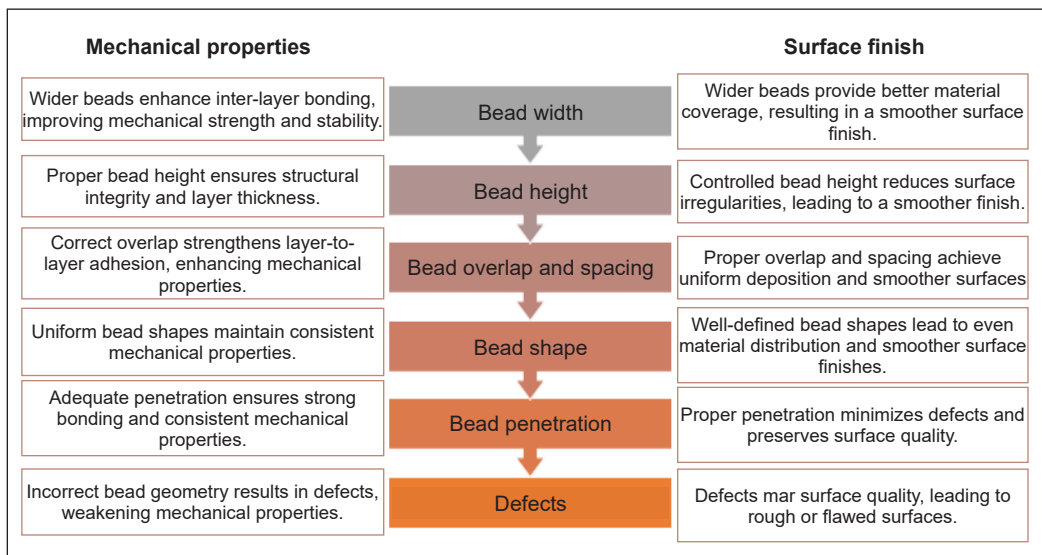 Mechanical properties
Surface finish
Wider beads enhance inter-layer bonding,
improving mechanical strength and stability.
Bead width
Wider beads provide better material
coverage, resulting in a smoother surface
finish.
Proper bead height ensures structural
integrity and layer thickness.
Bead height
Controlled bead height reduces surface
irregularities, leading to a smoother finish.
Correct overlap strengthens layer-to-
layer adhesion, enhancing mechanical
properties.
Bead overlap and spacing
Proper overlap and spacing achieve
uniform deposition and smoother surfaces
Uniform bead shapes maintain consistent
mechanical properties.
Bead shape
Well-defined bead shapes lead to even
material distribution and smoother surface
finishes.
Adequate penetration ensures strong
bonding and consistent mechanical
properties.
Bead penetration
Proper penetration minimizes defects and
preserves surface quality.
Incorrect bead geometry results in defects,
weakening mechanical properties.
Defects
Defects mar surface quality, leading to
rough or flawed surfaces.